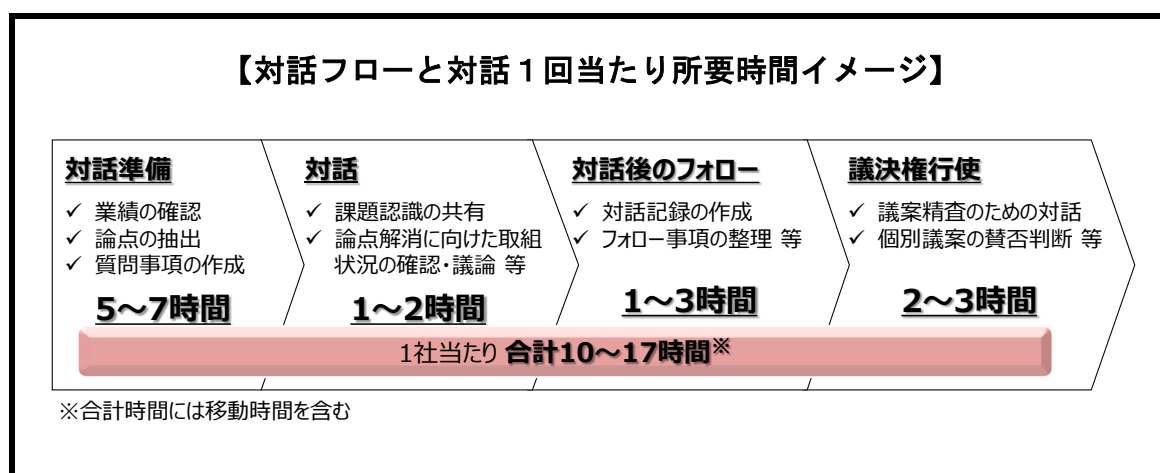 【対話フローと対話１回当たり所要時間イメージ】
対話準備
✓ 業績の確認
✓ 論点の抽出
✓ 質問事項の作成
5～7時間
対話
✓ 課題認識の共有
✓ 論点解消に向けた取組
状況の確認・議論 等
1～2時間
対話後のフォロー
✓ 対話記録の作成
✓ フォロー事項の整理 等
1～3時間
議決権行使
✓ 議案精査のための対話
✓ 個別議案の賛否判断 等
2～3時間
1社当たり 合計10～17時間※
※合計時間には移動時間を含む